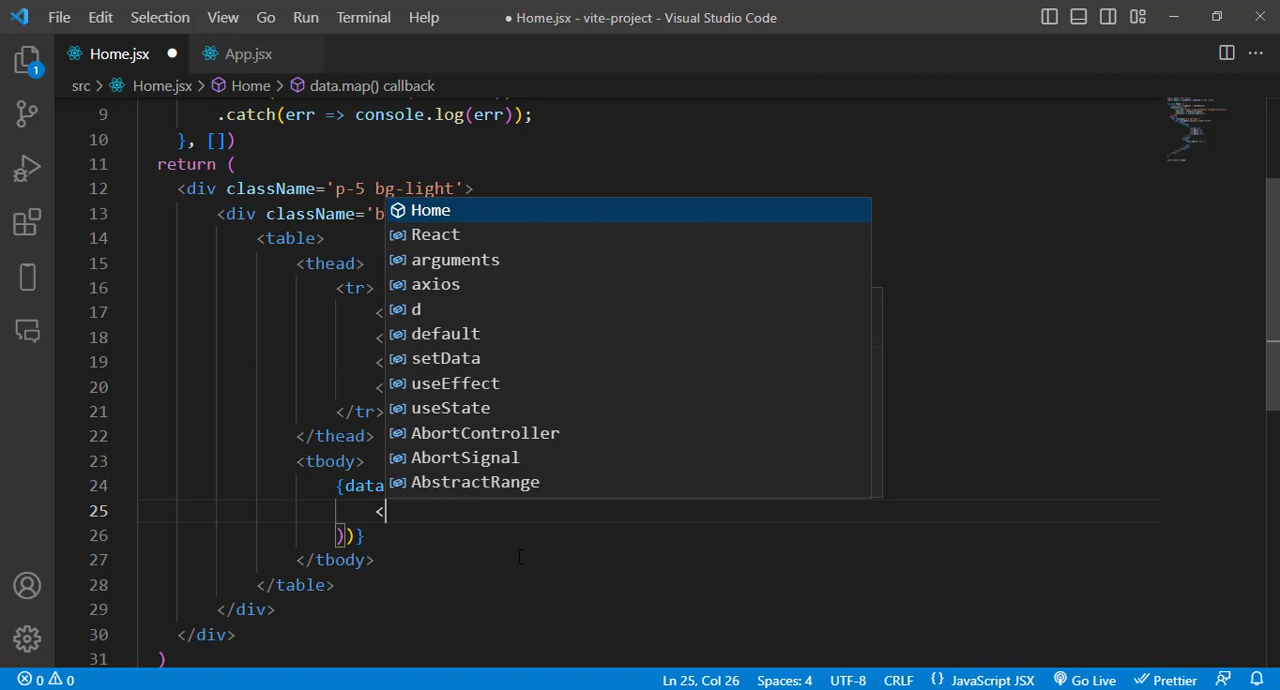 File Edit Selection View Go Run Terminal Help ● Home.jsx - vite-project - Visual Studio Code
Home.jsx ● App.jsx
1
src > Home.jsx > Home > data.map() callback
9 .catch(err => console.log(err));
10 }, [])
11 return (
12 <div className='p-5 bg-light'>
13 <div className='b
Home
React
14 <table>
15 <thead>
arguments
16 <tr>
axios
17 <
d
18 <
default
19 <
setData
20 <
useEffect
21 </tr>
useState
22 </thead>
AbortController
23 <tbody>
AbortSignal
24 {data
AbstractRange
25 <
26 ))}
27 </tbody>
28 </table>
29 </div>
30 </div>
31 )
0 0 Ln 25, Col 26 Spaces: 4 UTF-8 CRLF {} JavaScript JSX Go Live Prettier